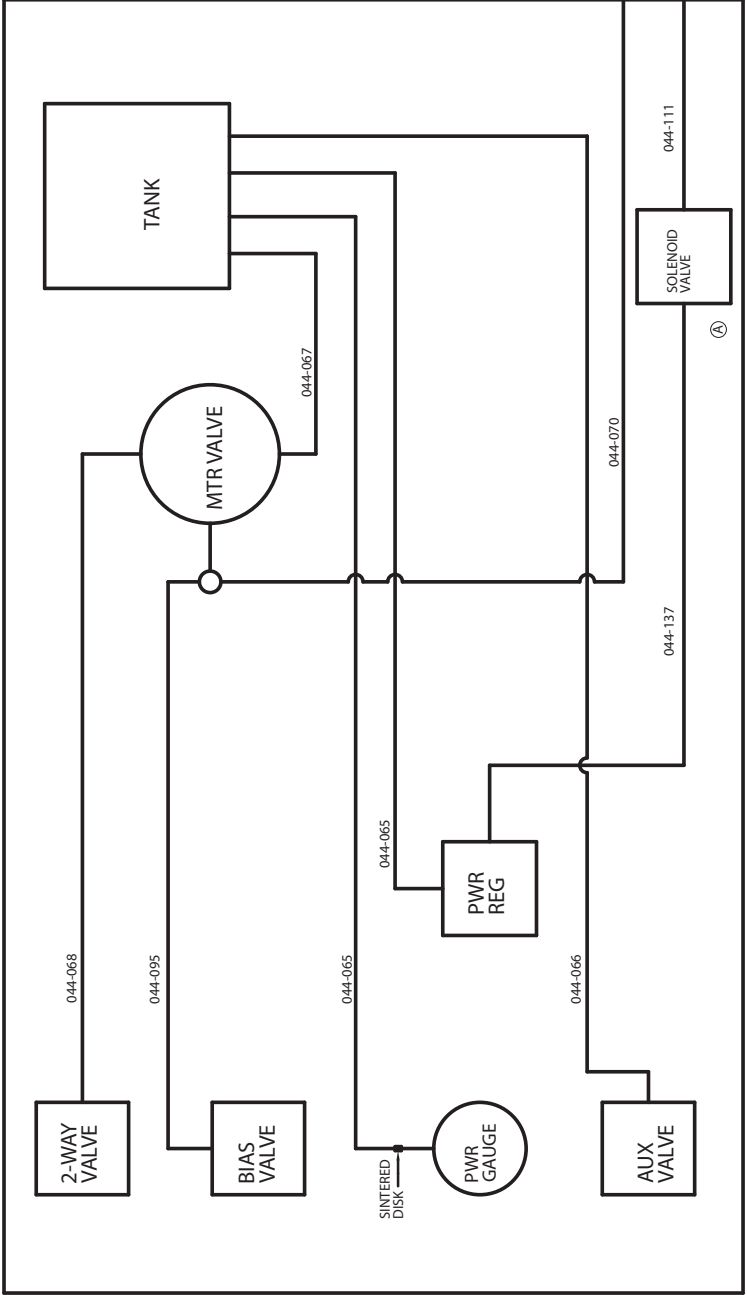 2-WAY
VALVE
044-068
MTR VALVE
044-067
TANK
BIAS
VALVE
044-095
SINTERED
DISK
PWR
GAUGE
044-065
PWR
REG
044-065
AUX
VALVE
044-066
044-070
044-137
A
SOLENOID
VALVE
044-111